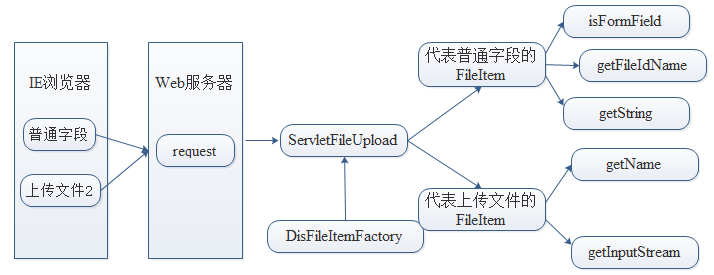 IE浏览器
普通字段
上传文件2
Web服务器
request
ServletFileUpload
DisFileItemFactory
代表普通字段的
FileItem
isFormField
getFileIdName
getString
代表上传文件的
FileItem
getName
getInputStream